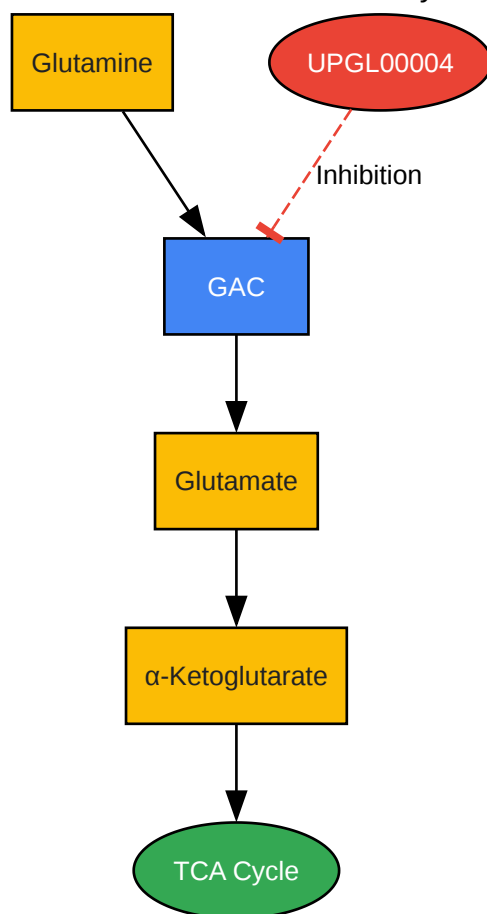 Glutamine
UPGL00004
Inhibition
GAC
Glutamate
α-Ketoglutarate
TCA Cycle